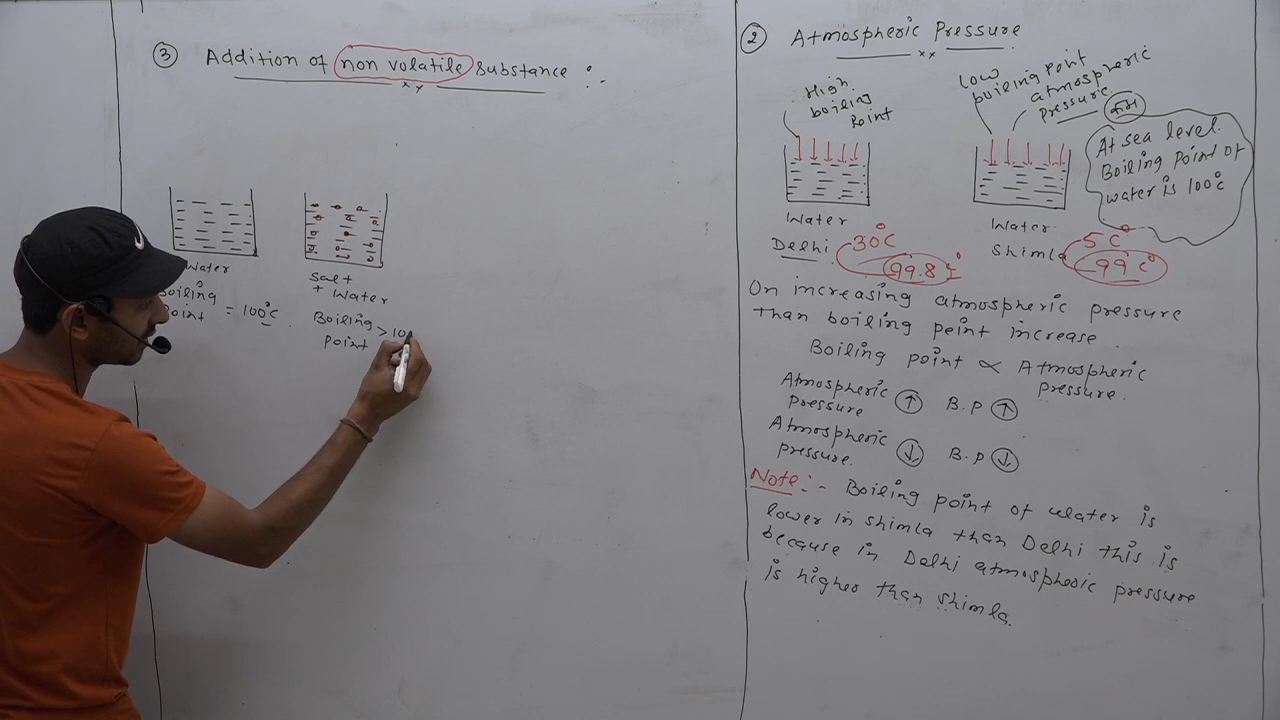 ③ Addition of non volatile substance :-
Water
Boiling
Point = 100°C
Salt
+ Water
Boiling > 10
Point
② Atmospheric Pressure
High
boiling
Point
Water
Delhi 30°C
99.8°C
Low
boiling point
atmospheric
pressure
कम
Water
Shimla 5°C
99°C
At sea level
Boiling Point of
water is 100°C
On increasing atmospheric pressure
than boiling peint increase.
Boiling point ∝ Atmospheric
pressure.
Atmospheric
pressure ↑ B.P ↑
Atmospheric
pressure. ↓ B.P ↓
Note:- Boiling point of water is
lower in shimla than Delhi this is
because in Delhi atmospheric pressure
is higher than shimla.